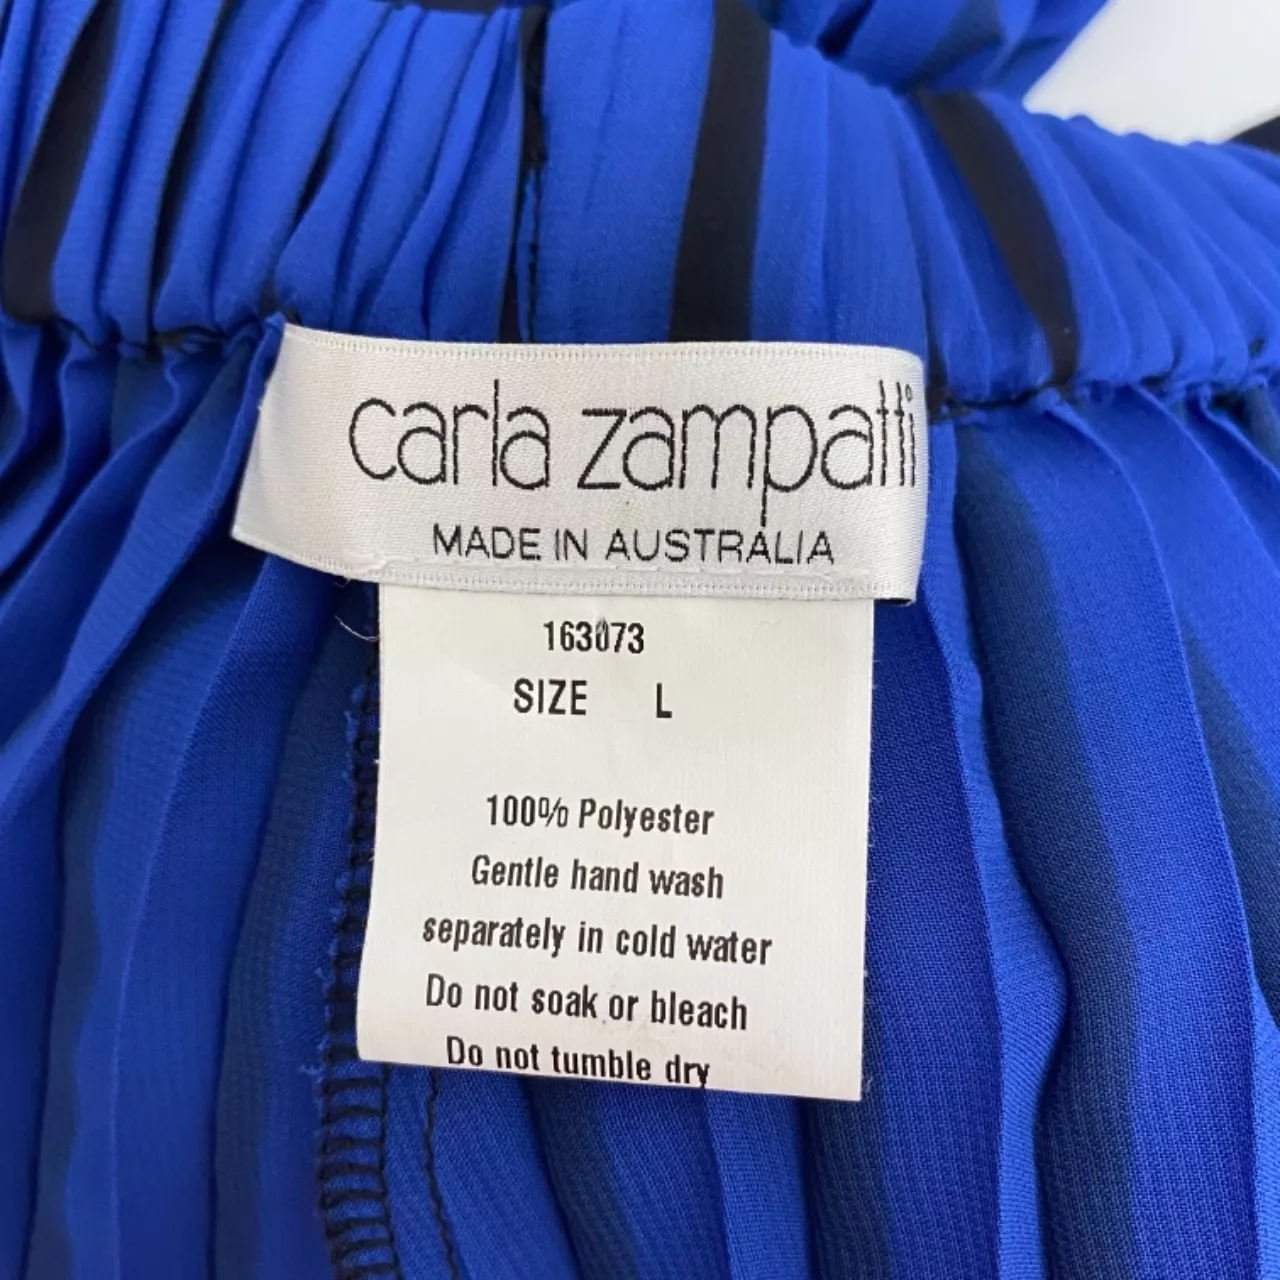 carla zampatti
MADE IN AUSTRALIA
163073
SIZE L
100% Polyester
Gentle hand wash
separately in cold water
Do not soak or bleach
Do not tumble dry